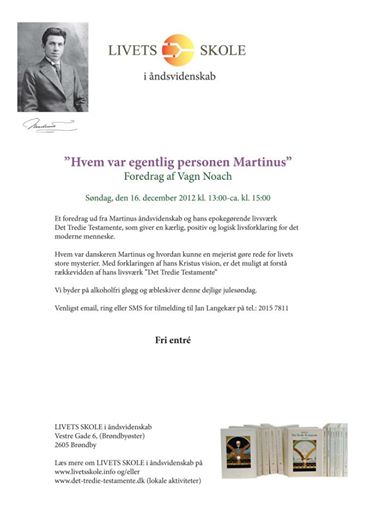 LIVETS SKOLE
i åndsvidenskab
Martinus
"Hvem var egentlig personen Martinus"
Foredrag af Vagn Noach
Søndag, den 16. december 2012 kl. 13:00-ca. kl. 15:00
Et foredrag ud fra Martinus åndsvidenskab og hans epokegørende livsværk
Det Tredie Testamente, som giver en kærlig, positiv og logisk livsforklaring for det
moderne menneske.
Hvem var danskeren Martinus og hvordan kunne en mejerist gøre rede for livets
store mysterier. Med forklaringen af hans Kristus vision, er det muligt at forstå
rækkevidden af hans livsværk "Det Tredie Testamente"
Vi byder på alkoholfri gløgg og æbleskiver denne dejlige julesøndag.
Venligst email, ring eller SMS for tilmelding til Jan Langekær på tel.: 2015 7811
Fri entré
LIVETS SKOLE i åndsvidenskab
Vestre Gade 6, (Brøndbyøster)
2605 Brøndby
Læs mere om LIVETS SKOLE i åndsvidenskab på
www.livetsskole.info og/eller
www.det-tredie-testamente.dk (lokale aktiviteter)